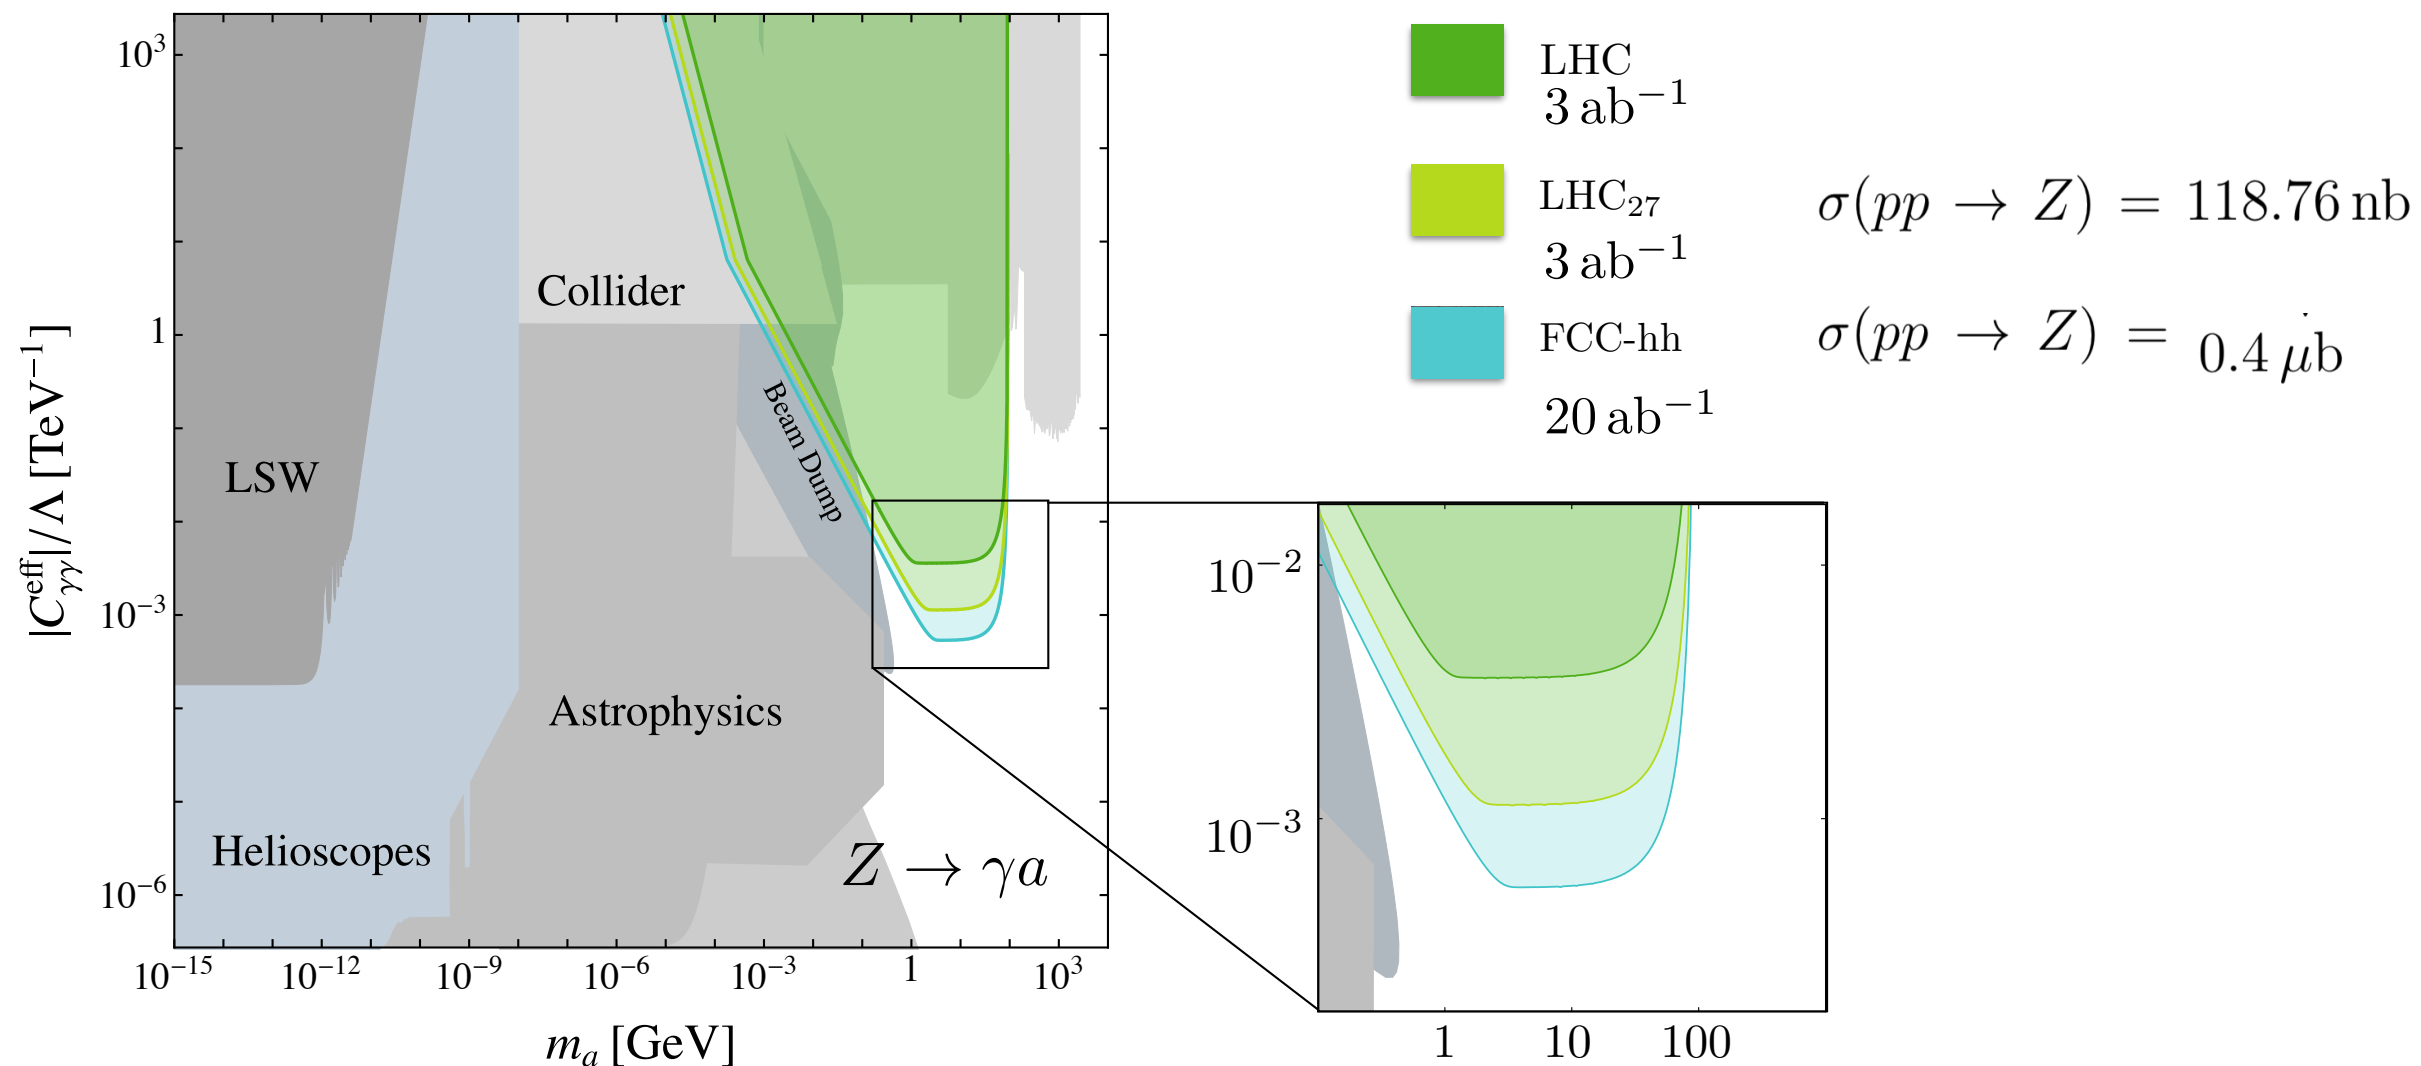 10³
1
10⁻³
10⁻⁶
|C_γγ^eff|/Λ [TeV⁻¹]
LSW
Collider
Beam Dump
Astrophysics
Helioscopes
Z → γa
10⁻¹⁵ 10⁻¹² 10⁻⁹ 10⁻⁶ 10⁻³ 1 10³
m_a [GeV]
LHC
3 ab⁻¹
LHC₂₇
3 ab⁻¹
σ(pp → Z) = 118.76 nb
FCC-hh
20 ab⁻¹
σ(pp → Z) = 0.4 μb
10⁻²
10⁻³
1 10 100